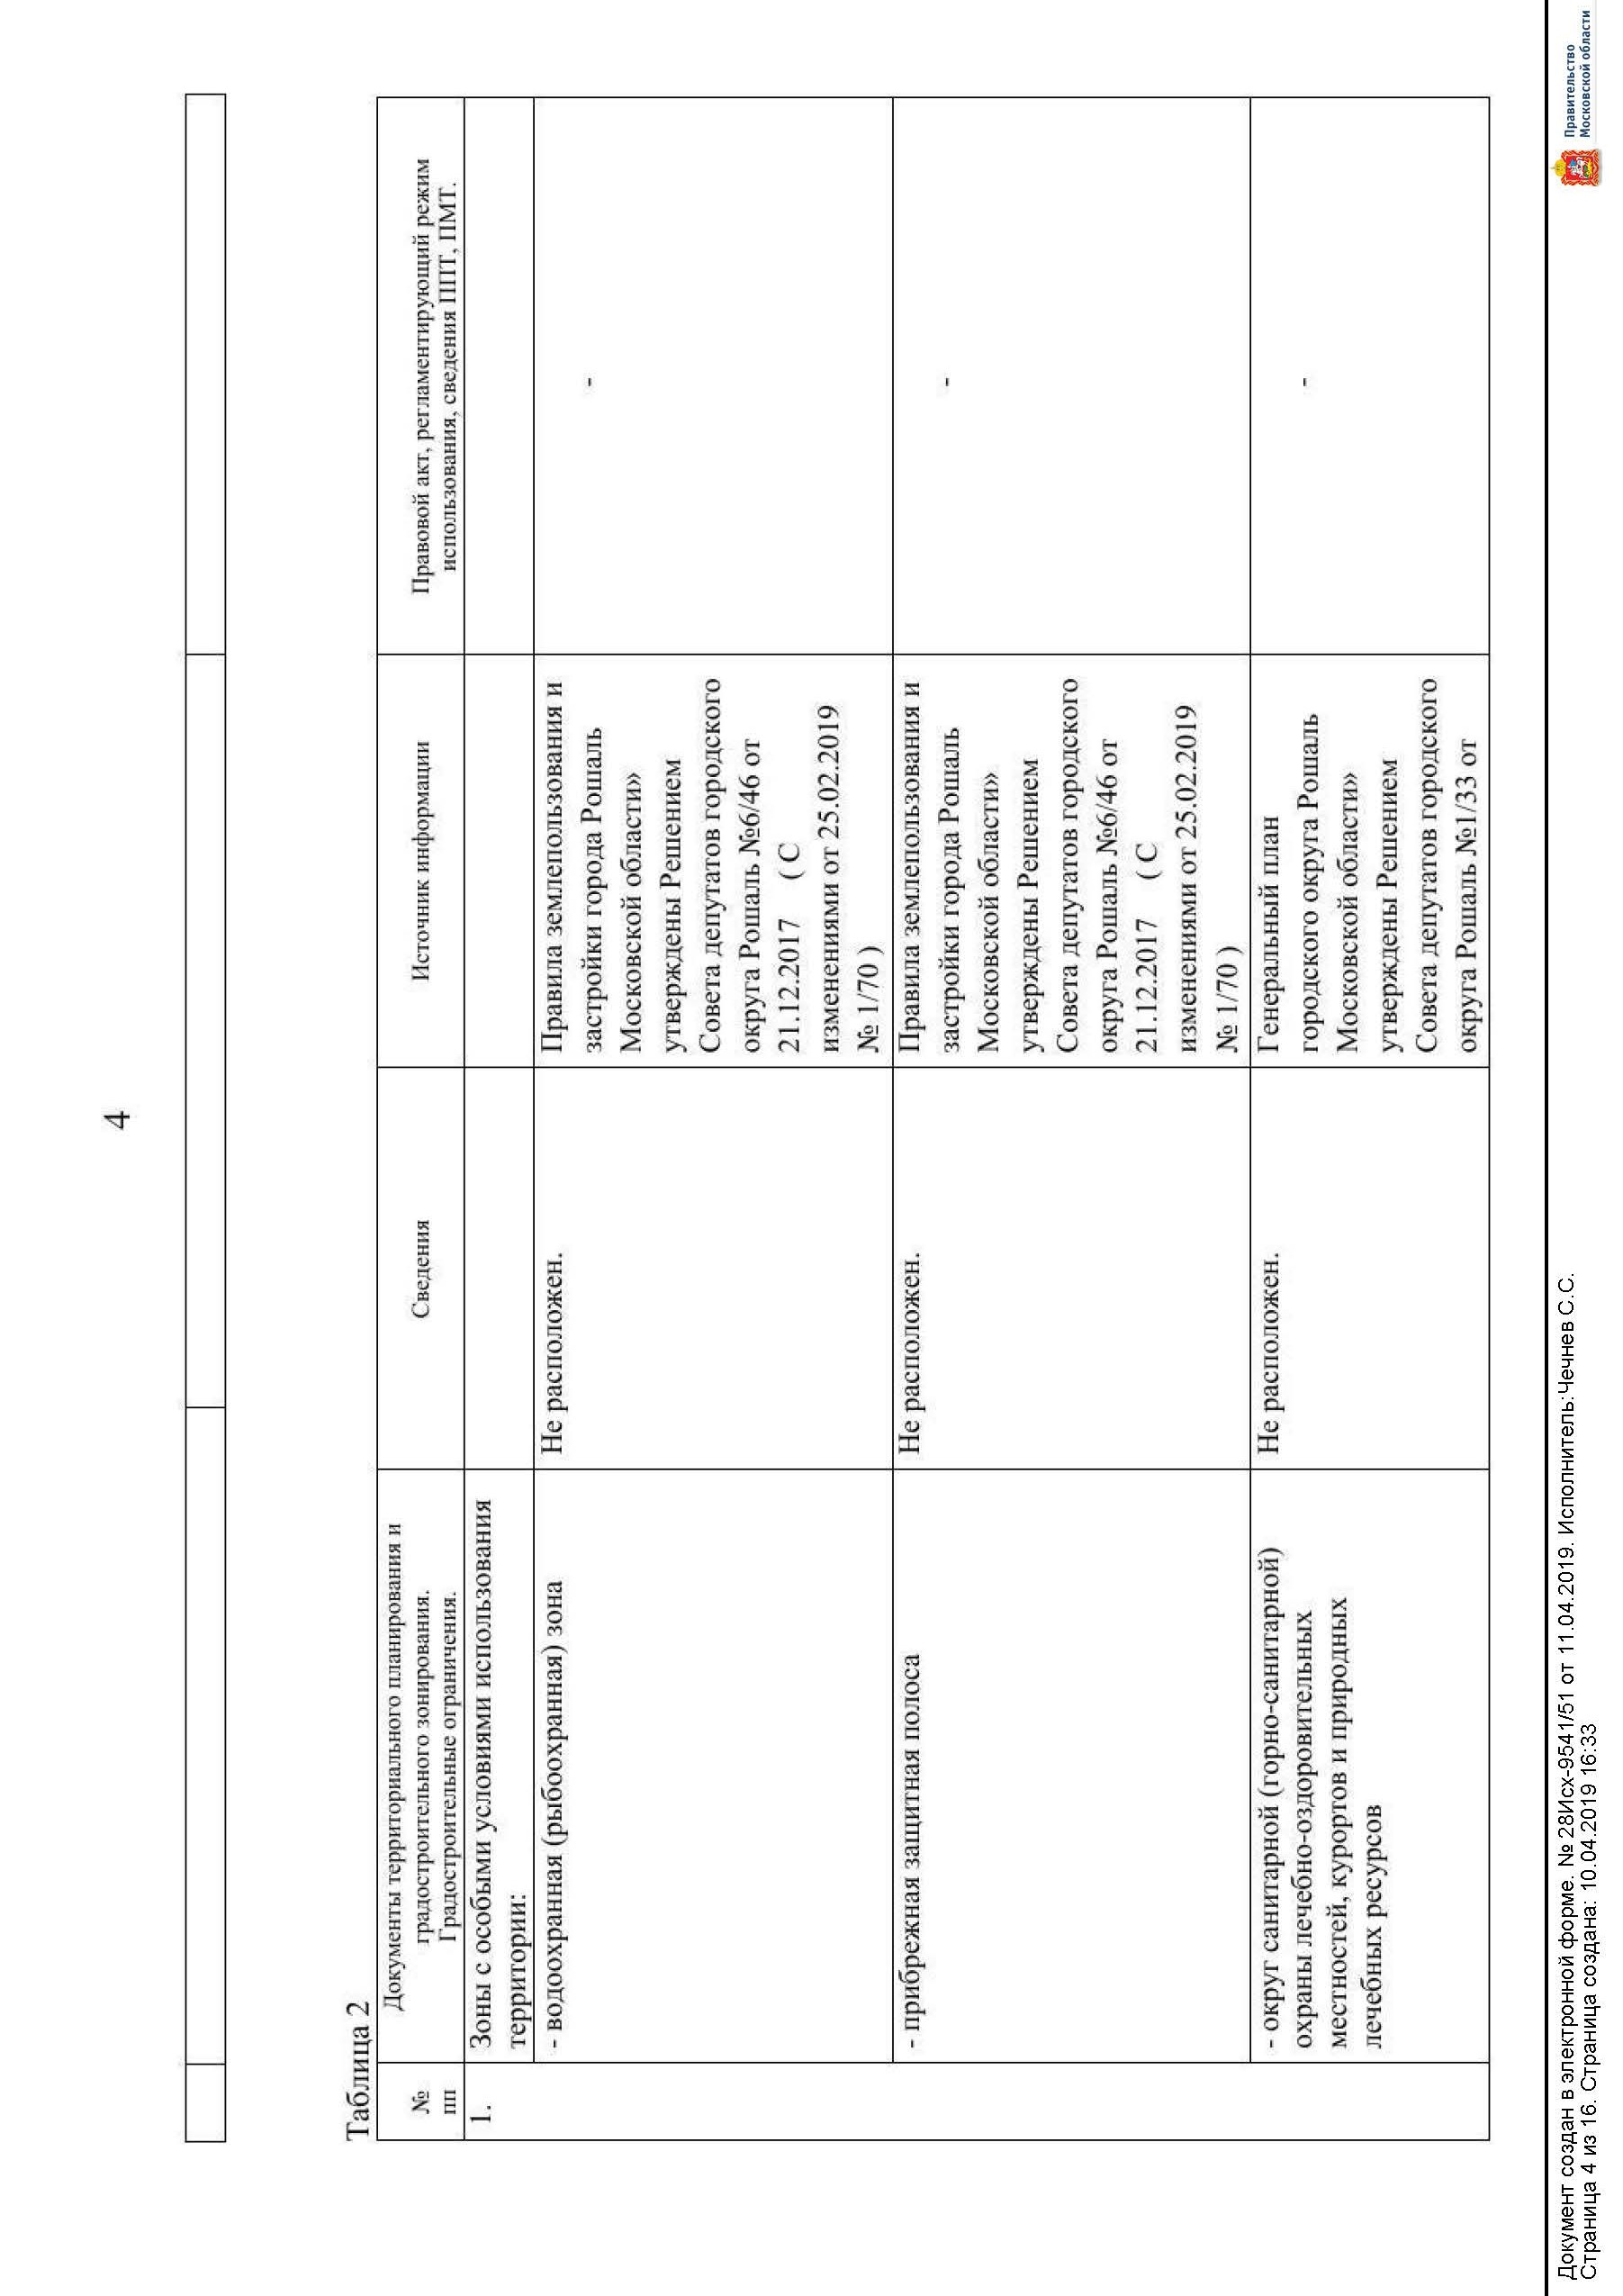 4
Таблица 2
№
пп
Документы территориального планирования и
градостроительного зонирования.
Градостроительные ограничения.
Сведения
Источник информации
Правовой акт, регламентирующий режим
использования, сведения ППТ, ПМТ.
1.
Зоны с особыми условиями использования
территории:
- водоохранная (рыбоохранная) зона
Не расположен.
Правила землепользования и
застройки города Рошаль
Московской области»
утверждены Решением
Совета депутатов городского
округа Рошаль №6/46 от
21.12.2017 ( С
изменениями от 25.02.2019
№ 1/70 )
-
- прибрежная защитная полоса
Не расположен.
Правила землепользования и
застройки города Рошаль
Московской области»
утверждены Решением
Совета депутатов городского
округа Рошаль №6/46 от
21.12.2017 ( С
изменениями от 25.02.2019
№ 1/70 )
-
- округ санитарной (горно-санитарной)
охраны лечебно-оздоровительных
местностей, курортов и природных
лечебных ресурсов
Не расположен.
Генеральный план
городского округа Рошаль
Московской области»
утверждены Решением
Совета депутатов городского
округа Рошаль №1/33 от
-
Документ создан в электронной форме. № 28Исх-9541/51 от 11.04.2019. Исполнитель:Чечнев С.С.
Страница 4 из 16. Страница создана: 10.04.2019 16:33
Правительство
Московской области